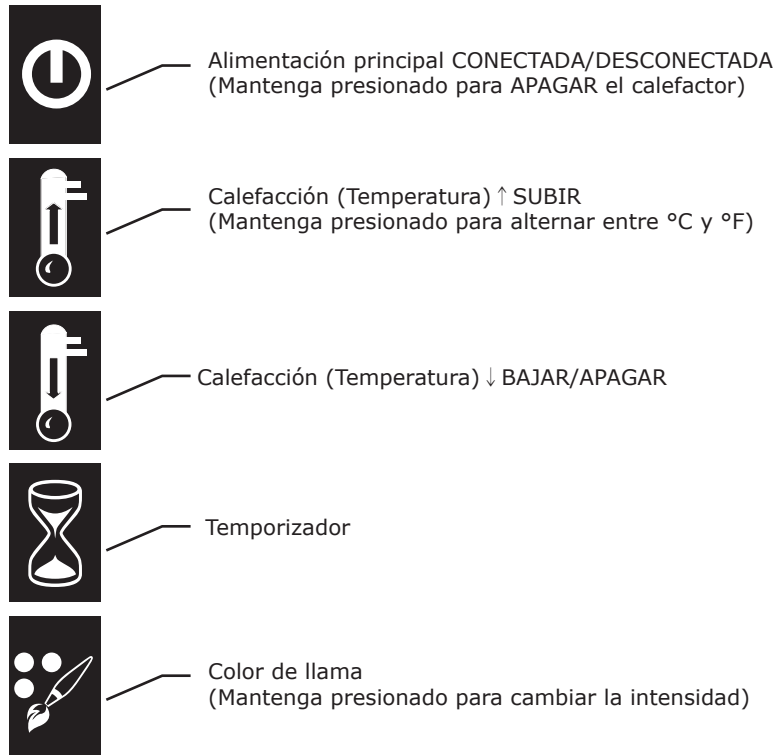 Alimentación principal CONECTADA/DESCONECTADA
(Mantenga presionado para APAGAR el calefactor)
Calefacción (Temperatura) ↑ SUBIR
(Mantenga presionado para alternar entre °C y °F)
Calefacción (Temperatura) ↓ BAJAR/APAGAR
Temporizador
Color de llama
(Mantenga presionado para cambiar la intensidad)